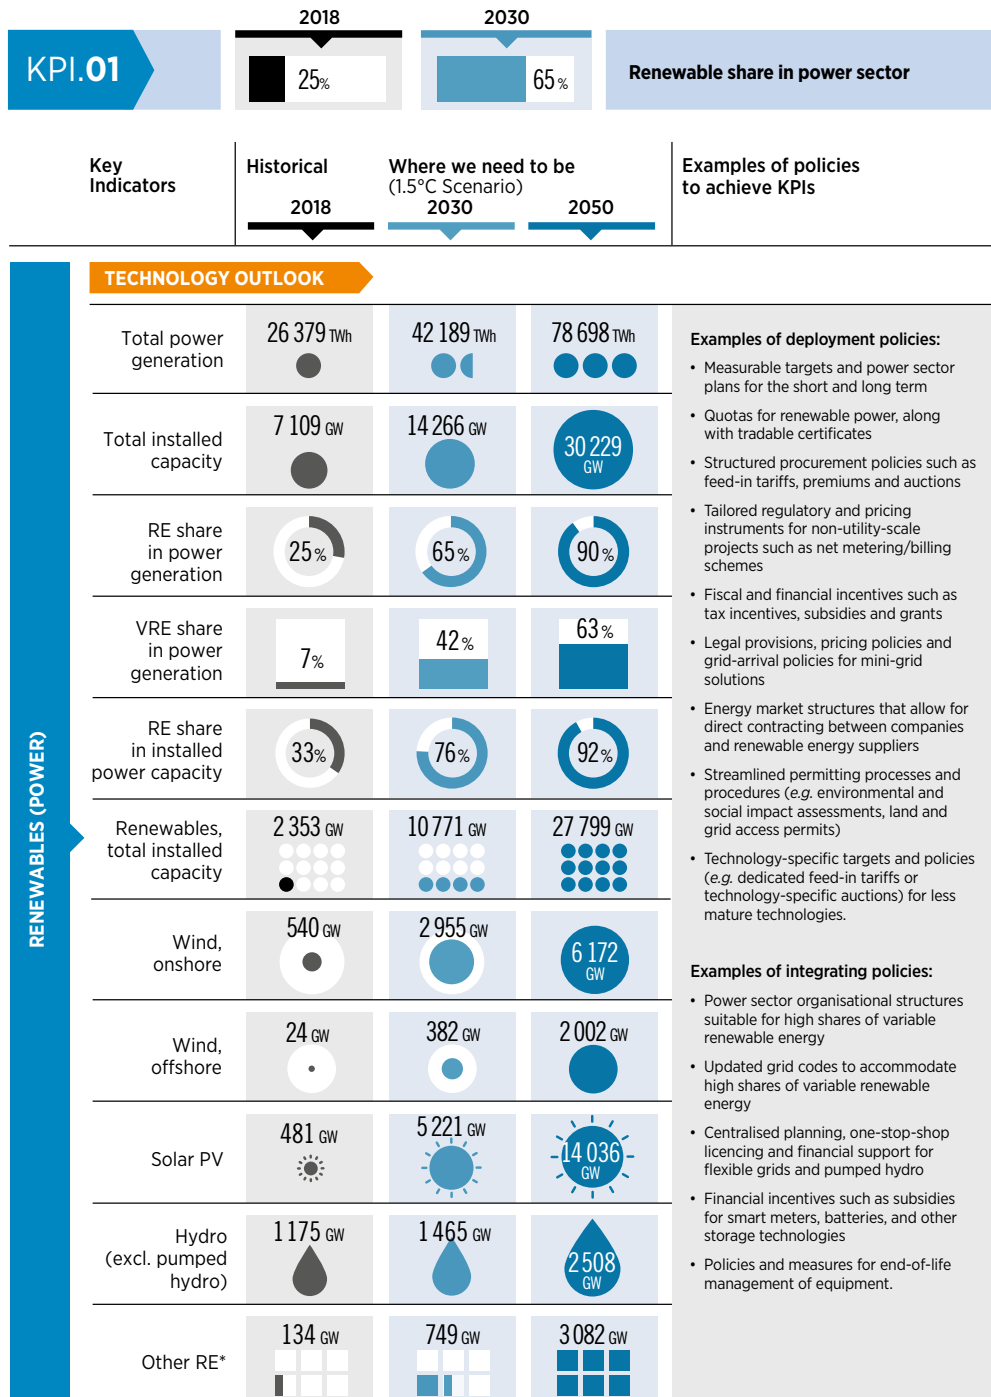 2018
2030
KPI.01
25%
65%
Renewable share in power sector
Key
Indicators
Historical
Where we need to be
(1.5°C Scenario)
2018
2030
2050
Examples of policies
to achieve KPIs
RENEWABLES (POWER)
TECHNOLOGY OUTLOOK
Total power
generation
26 379 TWh
42 189 TWh
78 698 TWh
Total installed
capacity
7 109 GW
14 266 GW
30 229
GW
RE share
in power
generation
25%
65%
90%
VRE share
in power
generation
7%
42%
63%
RE share
in installed
power capacity
33%
76%
92%
Renewables,
total installed
capacity
2 353 GW
10 771 GW
27 799 GW
Wind,
onshore
540 GW
2 955 GW
6 172
GW
Wind,
offshore
24 GW
382 GW
2 002 GW
Solar PV
481 GW
5 221 GW
14 036
GW
Hydro
(excl. pumped
hydro)
1 175 GW
1 465 GW
2 508
GW
Other RE*
134 GW
749 GW
3 082 GW
Examples of deployment policies:
• Measurable targets and power sector
plans for the short and long term
• Quotas for renewable power, along
with tradable certificates
• Structured procurement policies such as
feed-in tariffs, premiums and auctions
• Tailored regulatory and pricing
instruments for non-utility-scale
projects such as net metering/billing
schemes
• Fiscal and financial incentives such as
tax incentives, subsidies and grants
• Legal provisions, pricing policies and
grid-arrival policies for mini-grid
solutions
• Energy market structures that allow for
direct contracting between companies
and renewable energy suppliers
• Streamlined permitting processes and
procedures (e.g. environmental and
social impact assessments, land and
grid access permits)
• Technology-specific targets and policies
(e.g. dedicated feed-in tariffs or
technology-specific auctions) for less
mature technologies.
Examples of integrating policies:
• Power sector organisational structures
suitable for high shares of variable
renewable energy
• Updated grid codes to accommodate
high shares of variable renewable
energy
• Centralised planning, one-stop-shop
licencing and financial support for
flexible grids and pumped hydro
• Financial incentives such as subsidies
for smart meters, batteries, and other
storage technologies
• Policies and measures for end-of-life
management of equipment.